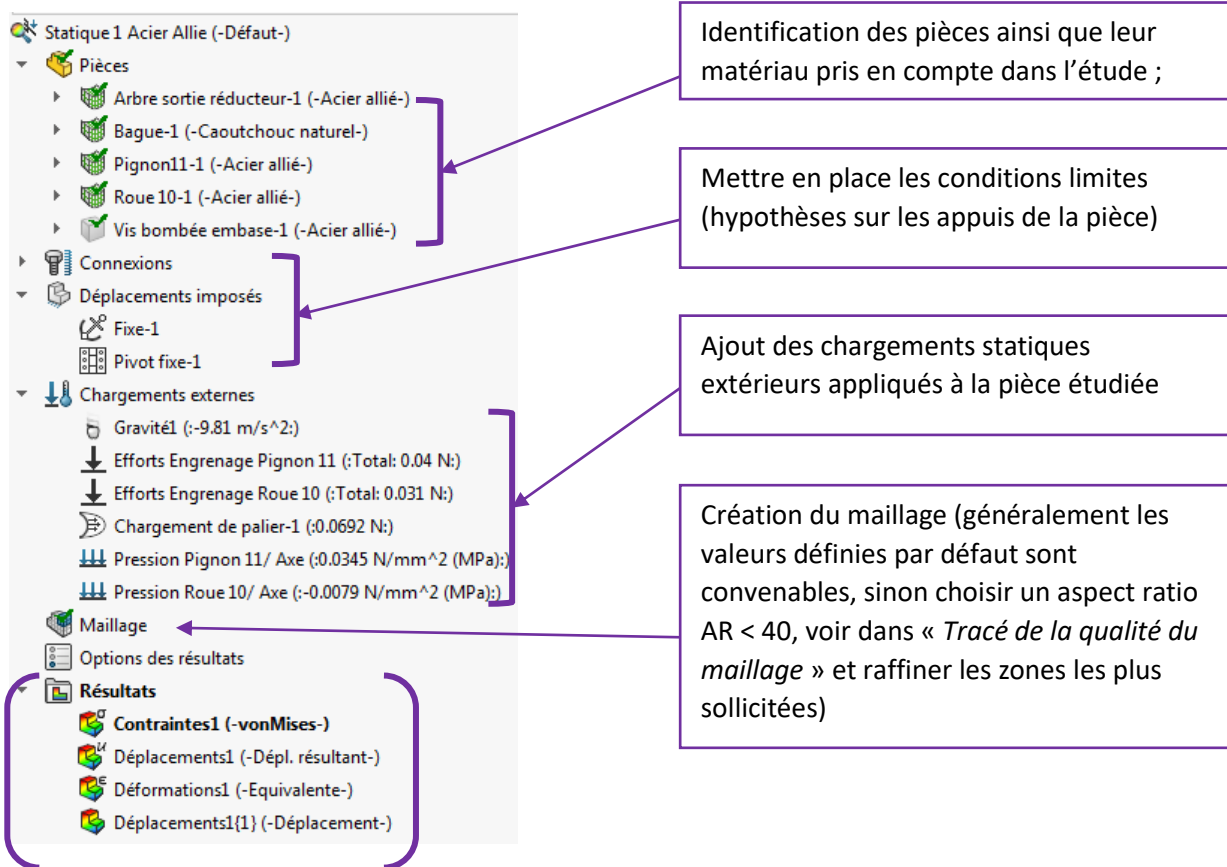 Statique 1 Acier Allie (-Défaut-)
Pièces
Arbre sortie réducteur-1 (-Acier allié-)
Bague-1 (-Caoutchouc naturel-)
Pignon11-1 (-Acier allié-)
Roue 10-1 (-Acier allié-)
Vis bombée embase-1 (-Acier allié-)
Connexions
Déplacements imposés
Fixe-1
Pivot fixe-1
Chargements externes
Gravité1 (:-9.81 m/s^2:)
Efforts Engrenage Pignon 11 (:Total: 0.04 N:)
Efforts Engrenage Roue 10 (:Total: 0.031 N:)
Chargement de palier-1 (:0.0692 N:)
Pression Pignon 11/ Axe (:0.0345 N/mm^2 (MPa):)
Pression Roue 10/ Axe (:-0.0079 N/mm^2 (MPa):)
Maillage
Options des résultats
Résultats
Contraintes1 (-vonMises-)
Déplacements1 (-Dépl. résultant-)
Déformations1 (-Equivalente-)
Déplacements1{1} (-Déplacement-)
Identification des pièces ainsi que leur
matériau pris en compte dans l’étude ;
Mettre en place les conditions limites
(hypothèses sur les appuis de la pièce)
Ajout des chargements statiques
extérieurs appliqués à la pièce étudiée
Création du maillage (généralement les
valeurs définies par défaut sont
convenables, sinon choisir un aspect ratio
AR < 40, voir dans « Tracé de la qualité du
maillage » et raffiner les zones les plus
sollicitées)